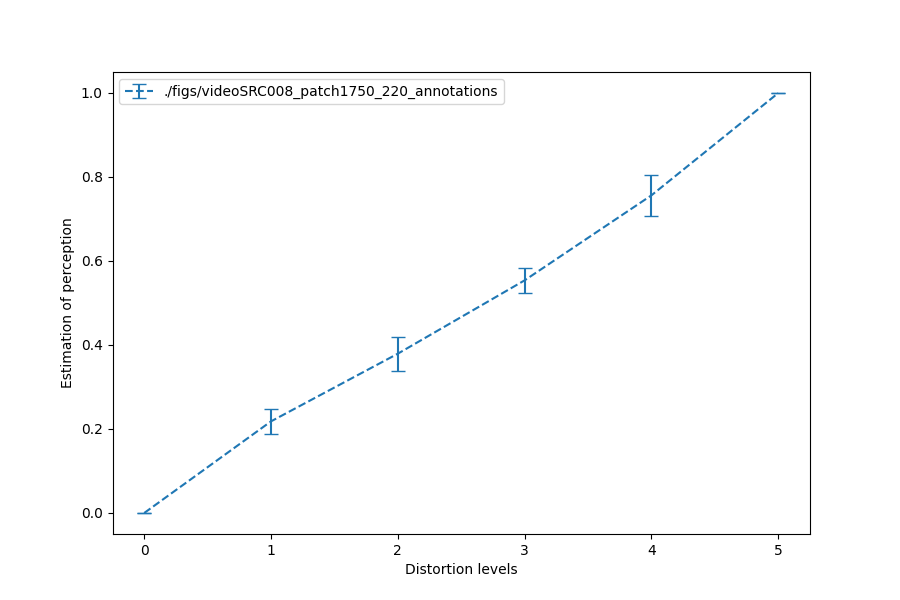 ./figs/videoSRC008_patch1750_220_annotations
1.0
0.8
0.6
0.4
0.2
0.0
Estimation of perception
0 1 2 3 4 5
Distortion levels